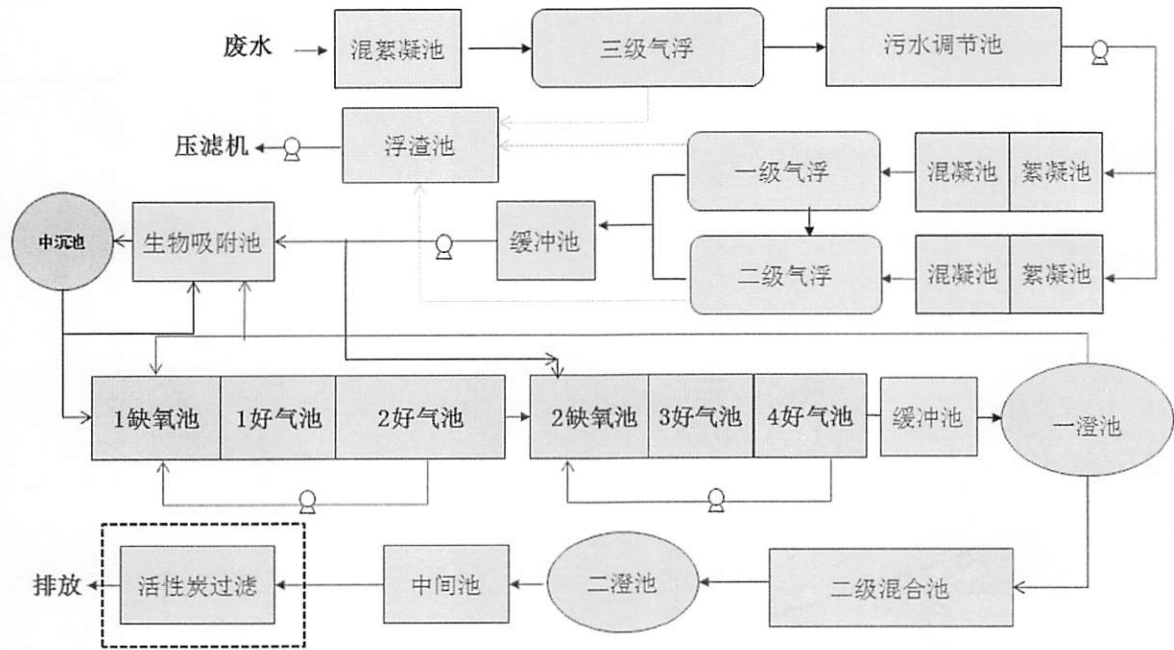 废水
混絮凝池
三级气浮
污水调节池
压滤机
浮渣池
一级气浮
混凝池
絮凝池
中沉池
生物吸附池
缓冲池
二级气浮
混凝池
絮凝池
1缺氧池
1好气池
2好气池
2缺氧池
3好气池
4好气池
缓冲池
一澄池
排放
活性炭过滤
中间池
二澄池
二级混合池